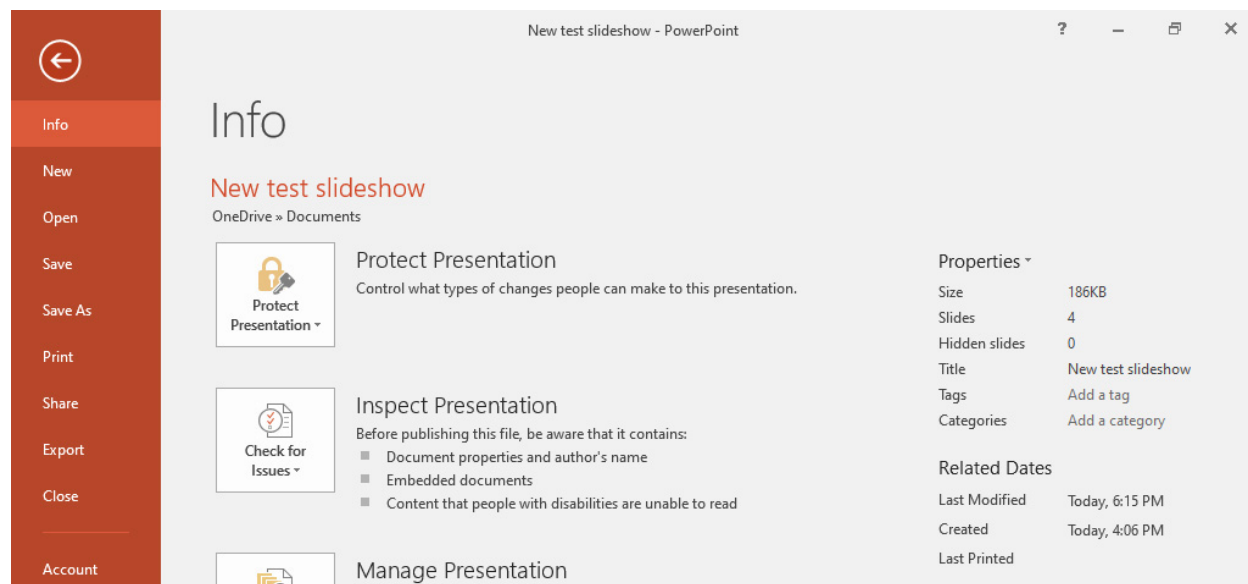 New test slideshow - PowerPoint
?
Info
New
Open
Save
Save As
Print
Share
Export
Close
Account
Info
New test slideshow
OneDrive » Documents
Protect
Presentation
Protect Presentation
Control what types of changes people can make to this presentation.
Check for
Issues
Inspect Presentation
Before publishing this file, be aware that it contains:
Document properties and author's name
Embedded documents
Content that people with disabilities are unable to read
Manage Presentation
Properties
Size 186KB
Slides 4
Hidden slides 0
Title New test slideshow
Tags Add a tag
Categories Add a category
Related Dates
Last Modified Today, 6:15 PM
Created Today, 4:06 PM
Last Printed